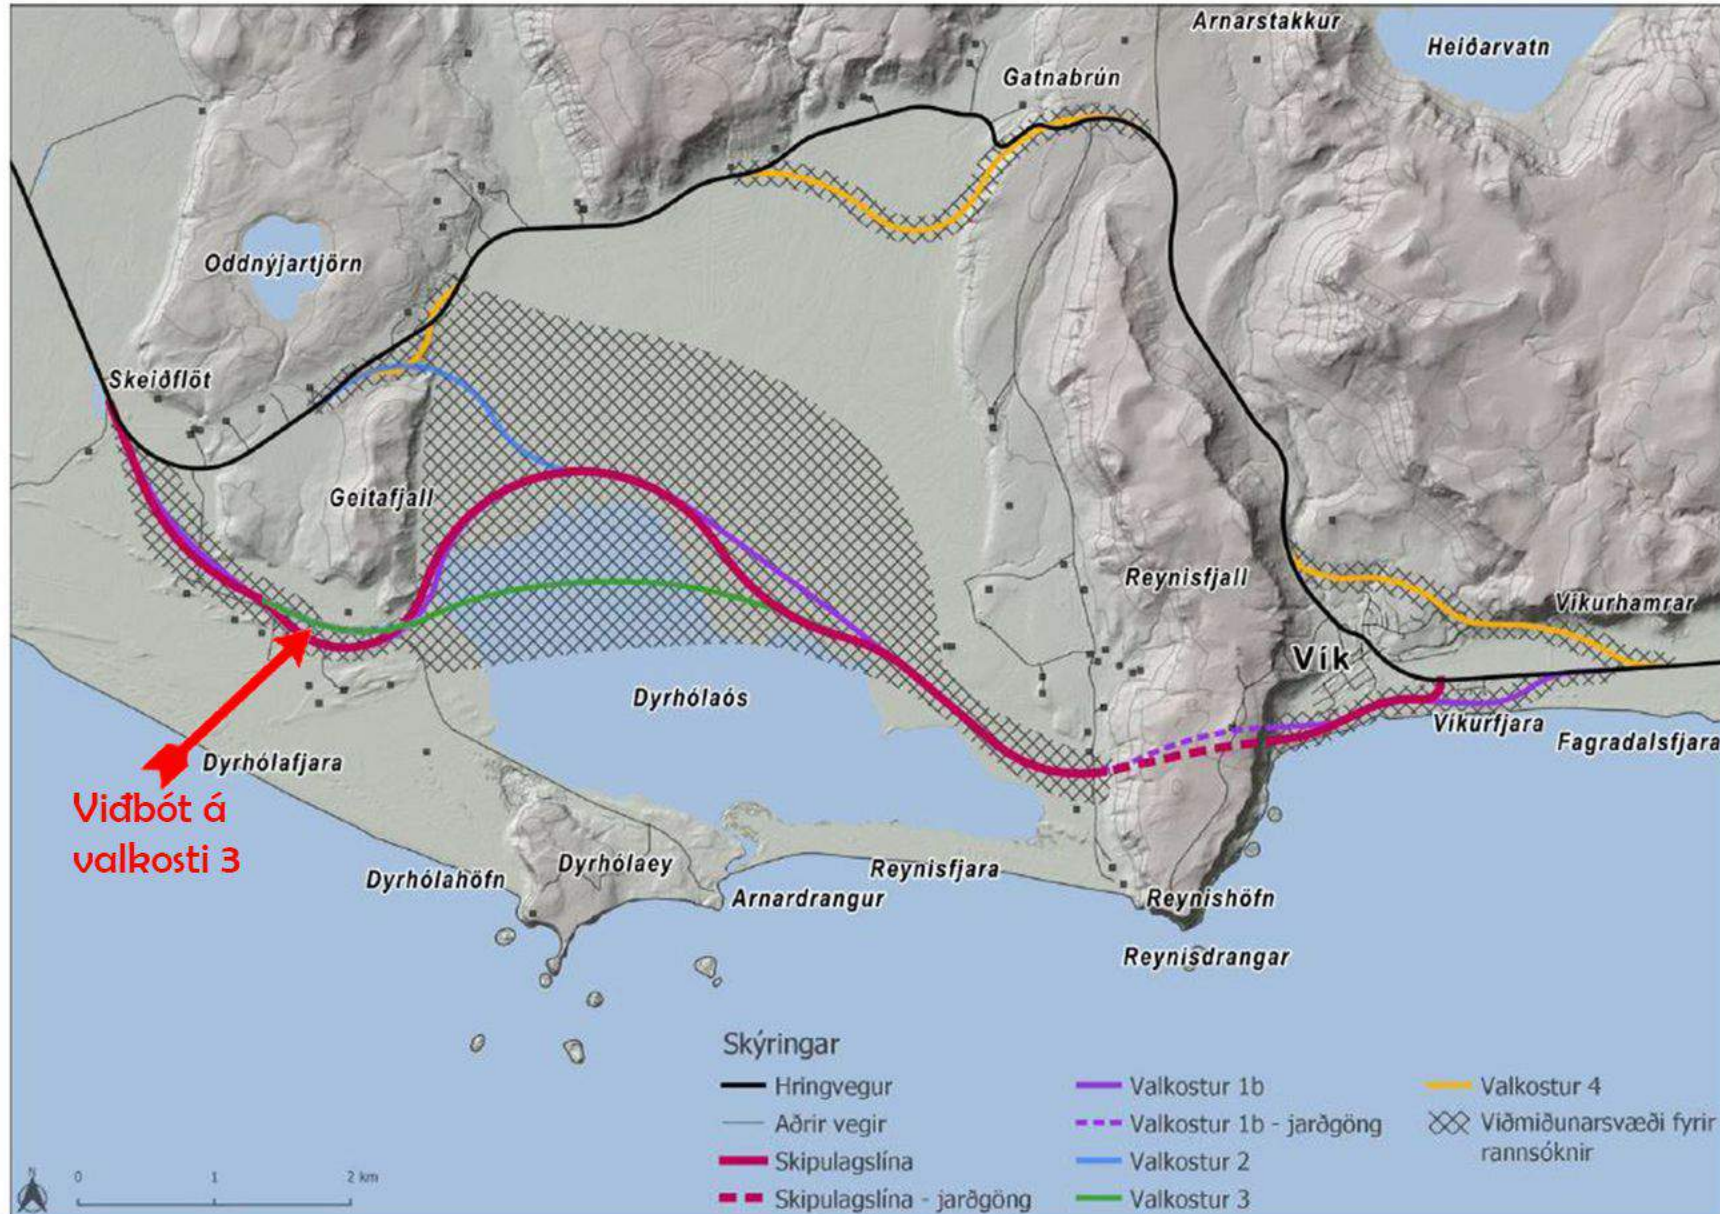 Arnarstakkur
Heiðarvatn
Gatnabrún
Oddnýjartjörn
Skeiðflöt
Geitafjall
Reynisfjall
Víkurhamrar
Vík
Dyrhólaós
Víkurfjara
Fagradalsfjara
Dyrhólafjara
Viðbót á
valkosti 3
Dyrhólahöfn
Dyrhólaey
Reynisfjara
Arnardrangur
Reynishöfn
Reynisdrangar
Skýringar
Hringvegur
Aðrir vegir
Skipulagslína
Skipulagslína - jarðgöng
Valkostur 1b
Valkostur 1b - jarðgöng
Valkostur 2
Valkostur 3
Valkostur 4
Viðmiðunarsvæði fyrir
rannsóknir
N
0 1 2 km